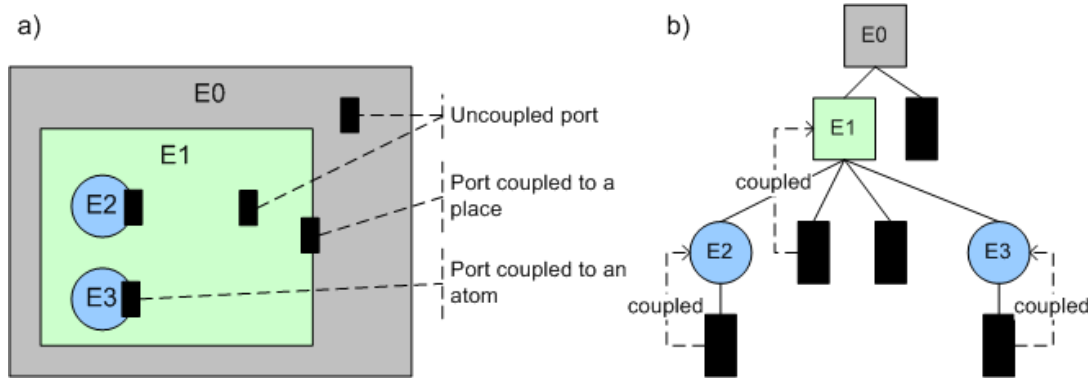 a)
E0
E1
E2
E3
Uncoupled port
Port coupled to a
place
Port coupled to an
atom
b)
E0
E1
coupled
E2
E3
coupled
coupled